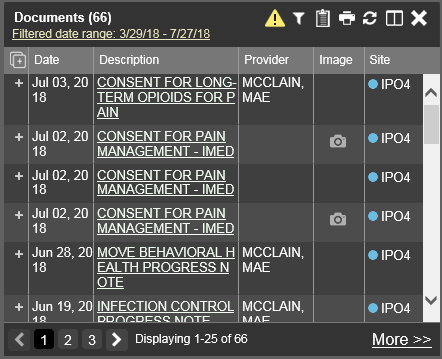 Documents (66)
Filtered date range: 3/29/18 - 7/27/18
Date Description Provider Image Site
+ Jul 03, 20 CONSENT FOR LONG- MCCLAIN, IPO4
18 TERM OPIOIDS FOR P MAE
AIN
+ Jul 02, 20 CONSENT FOR PAIN IPO4
18 MANAGEMENT - IMED
+ Jul 02, 20 CONSENT FOR PAIN IPO4
18 MANAGEMENT - IMED
+ Jul 02, 20 CONSENT FOR PAIN IPO4
18 MANAGEMENT - IMED
+ Jun 28, 20 MOVE BEHAVIORAL H MCCLAIN, IPO4
18 EALTH PROGRESS N MAE
OTE
+ Jun 19, 20 INFECTION CONTROL MCCLAIN, IPO4
18 PROGRESS NOTE MAE
1 2 3 Displaying 1-25 of 66 More >>